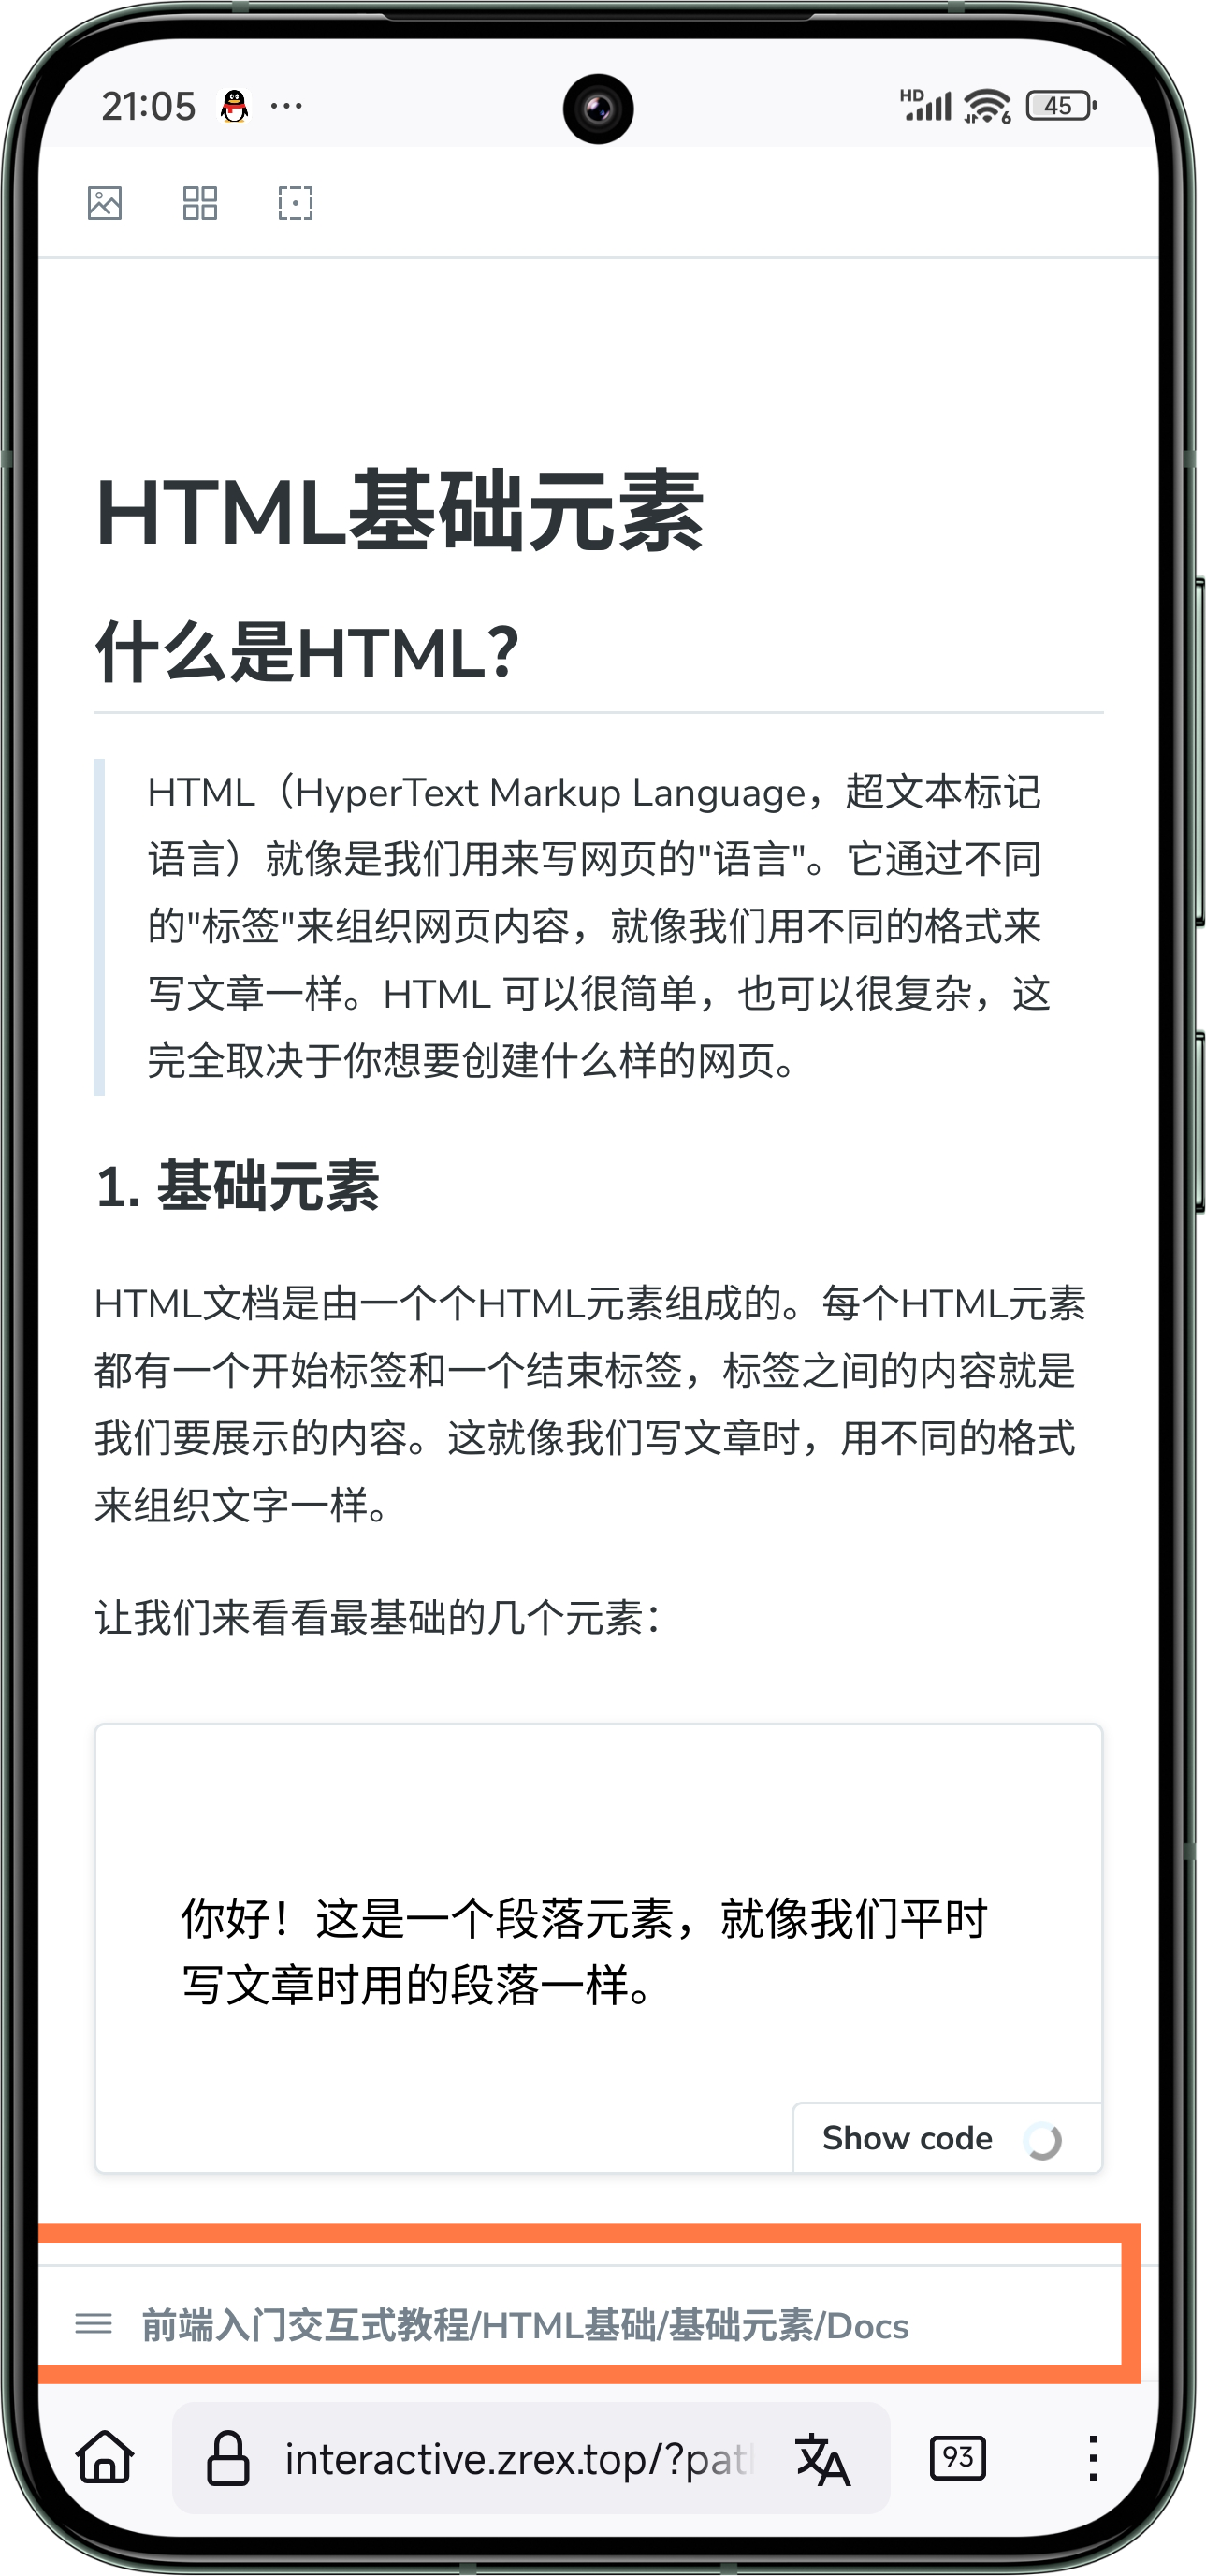 21:05
HD
6
45
HTML基础元素
什么是HTML？
HTML（HyperText Markup Language，超文本标记
语言）就像是我们用来写网页的"语言"。它通过不同
的"标签"来组织网页内容，就像我们用不同的格式来
写文章一样。HTML 可以很简单，也可以很复杂，这
完全取决于你想要创建什么样的网页。
1. 基础元素
HTML文档是由一个个HTML元素组成的。每个HTML元素
都有一个开始标签和一个结束标签，标签之间的内容就是
我们要展示的内容。这就像我们写文章时，用不同的格式
来组织文字一样。
让我们来看看最基础的几个元素：
你好！这是一个段落元素，就像我们平时
写文章时用的段落一样。
Show code
前端入门交互式教程/HTML基础/基础元素/Docs
interactive.zrex.top/?pat
93